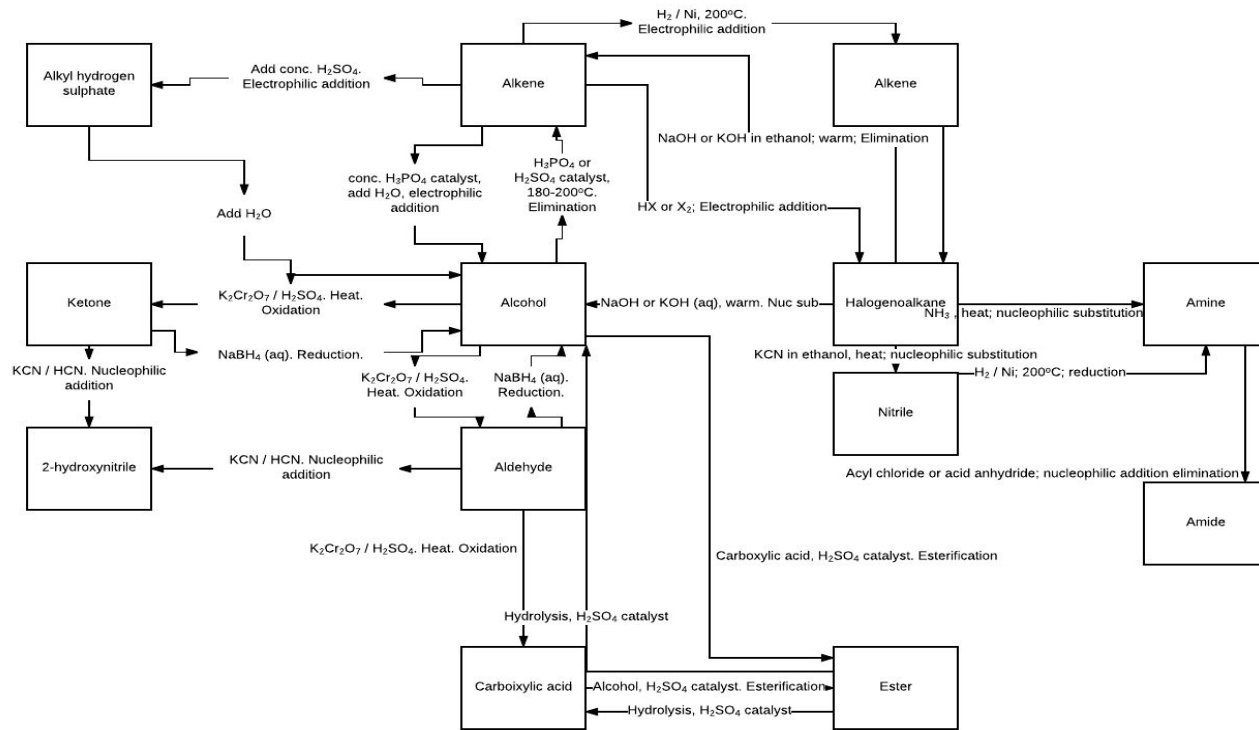 H₂ / Ni, 200ºC.
Electrophilic addition
Alkyl hydrogen
sulphate
Add conc. H₂SO₄.
Electrophilic addition
Alkene
Alkene
NaOH or KOH in ethanol; warm; Elimination
conc. H₃PO₄ catalyst,
add H₂O, electrophilic
addition
H₃PO₄ or
H₂SO₄ catalyst,
180-200ºC.
Elimination
Add H₂O
HX or X₂; Electrophilic addition
Ketone
K₂Cr₂O₇ / H₂SO₄. Heat.
Oxidation
Alcohol
NaOH or KOH (aq), warm. Nuc sub
Halogenoalkane
NH₃ , heat; nucleophilic substitution
Amine
NaBH₄ (aq). Reduction.
KCN in ethanol, heat; nucleophilic substitution
KCN / HCN. Nucleophilic
addition
K₂Cr₂O₇ / H₂SO₄.
Heat. Oxidation
NaBH₄ (aq).
Reduction.
H₂ / Ni; 200ºC; reduction
Nitrile
2-hydroxynitrile
KCN / HCN. Nucleophilic
addition
Aldehyde
Acyl chloride or acid anhydride; nucleophilic addition elimination
Amide
K₂Cr₂O₇ / H₂SO₄. Heat. Oxidation
Carboxylic acid, H₂SO₄ catalyst. Esterification
Hydrolysis, H₂SO₄ catalyst
Carboixylic acid
Alcohol, H₂SO₄ catalyst. Esterification
Ester
Hydrolysis, H₂SO₄ catalyst